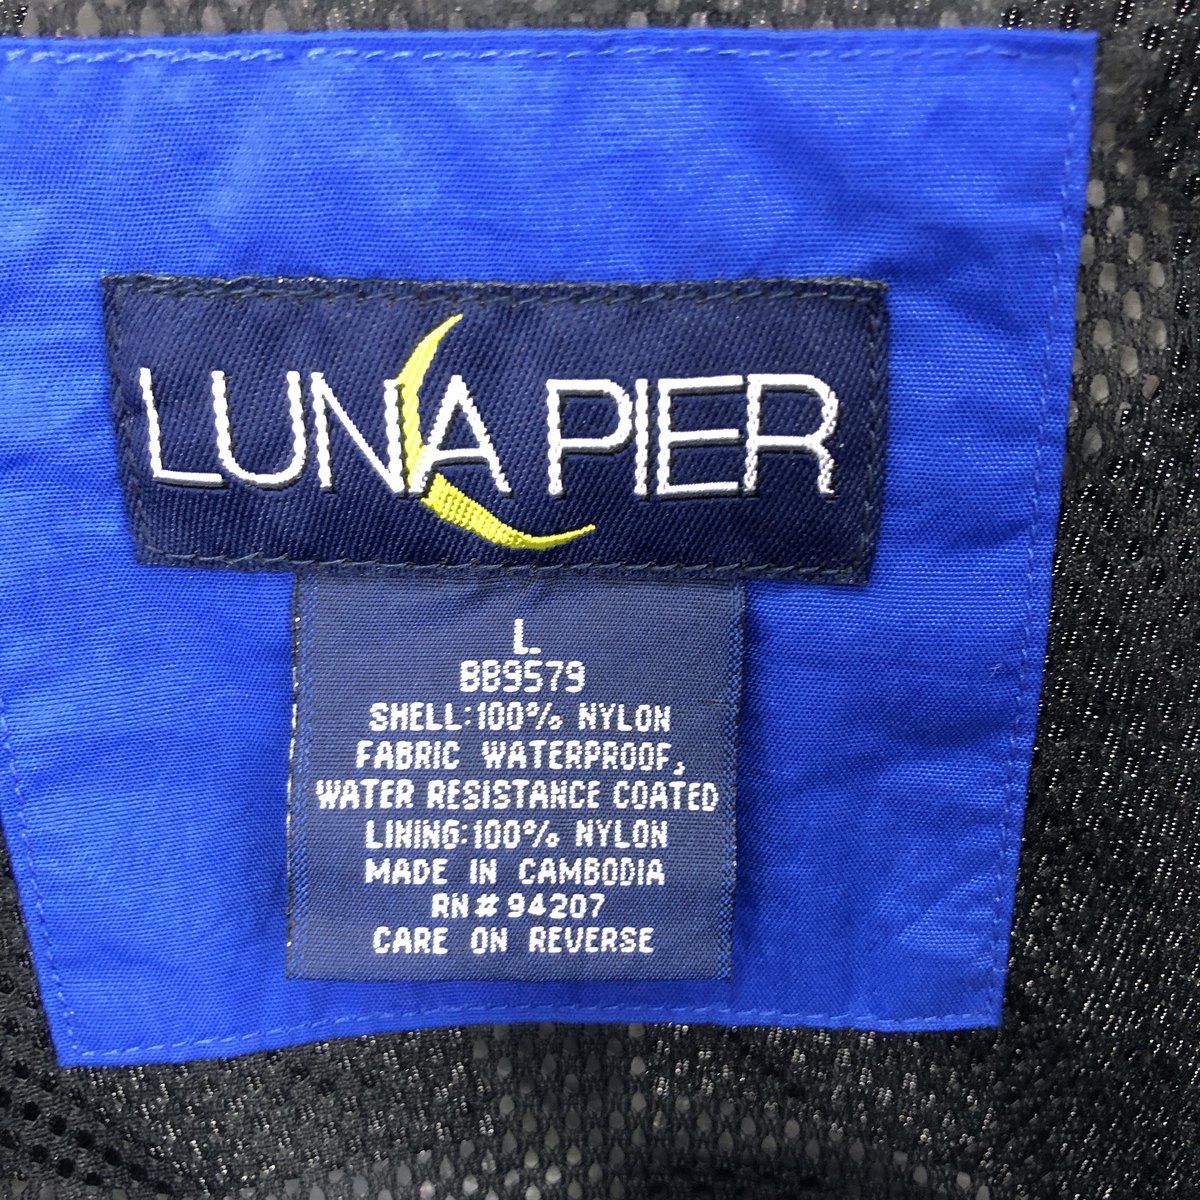 LUNA PIER
L
BB9579
SHELL:100% NYLON
FABRIC WATERPROOF,
WATER RESISTANCE COATED
LINING:100% NYLON
MADE IN CAMBODIA
RN# 94207
CARE ON REVERSE